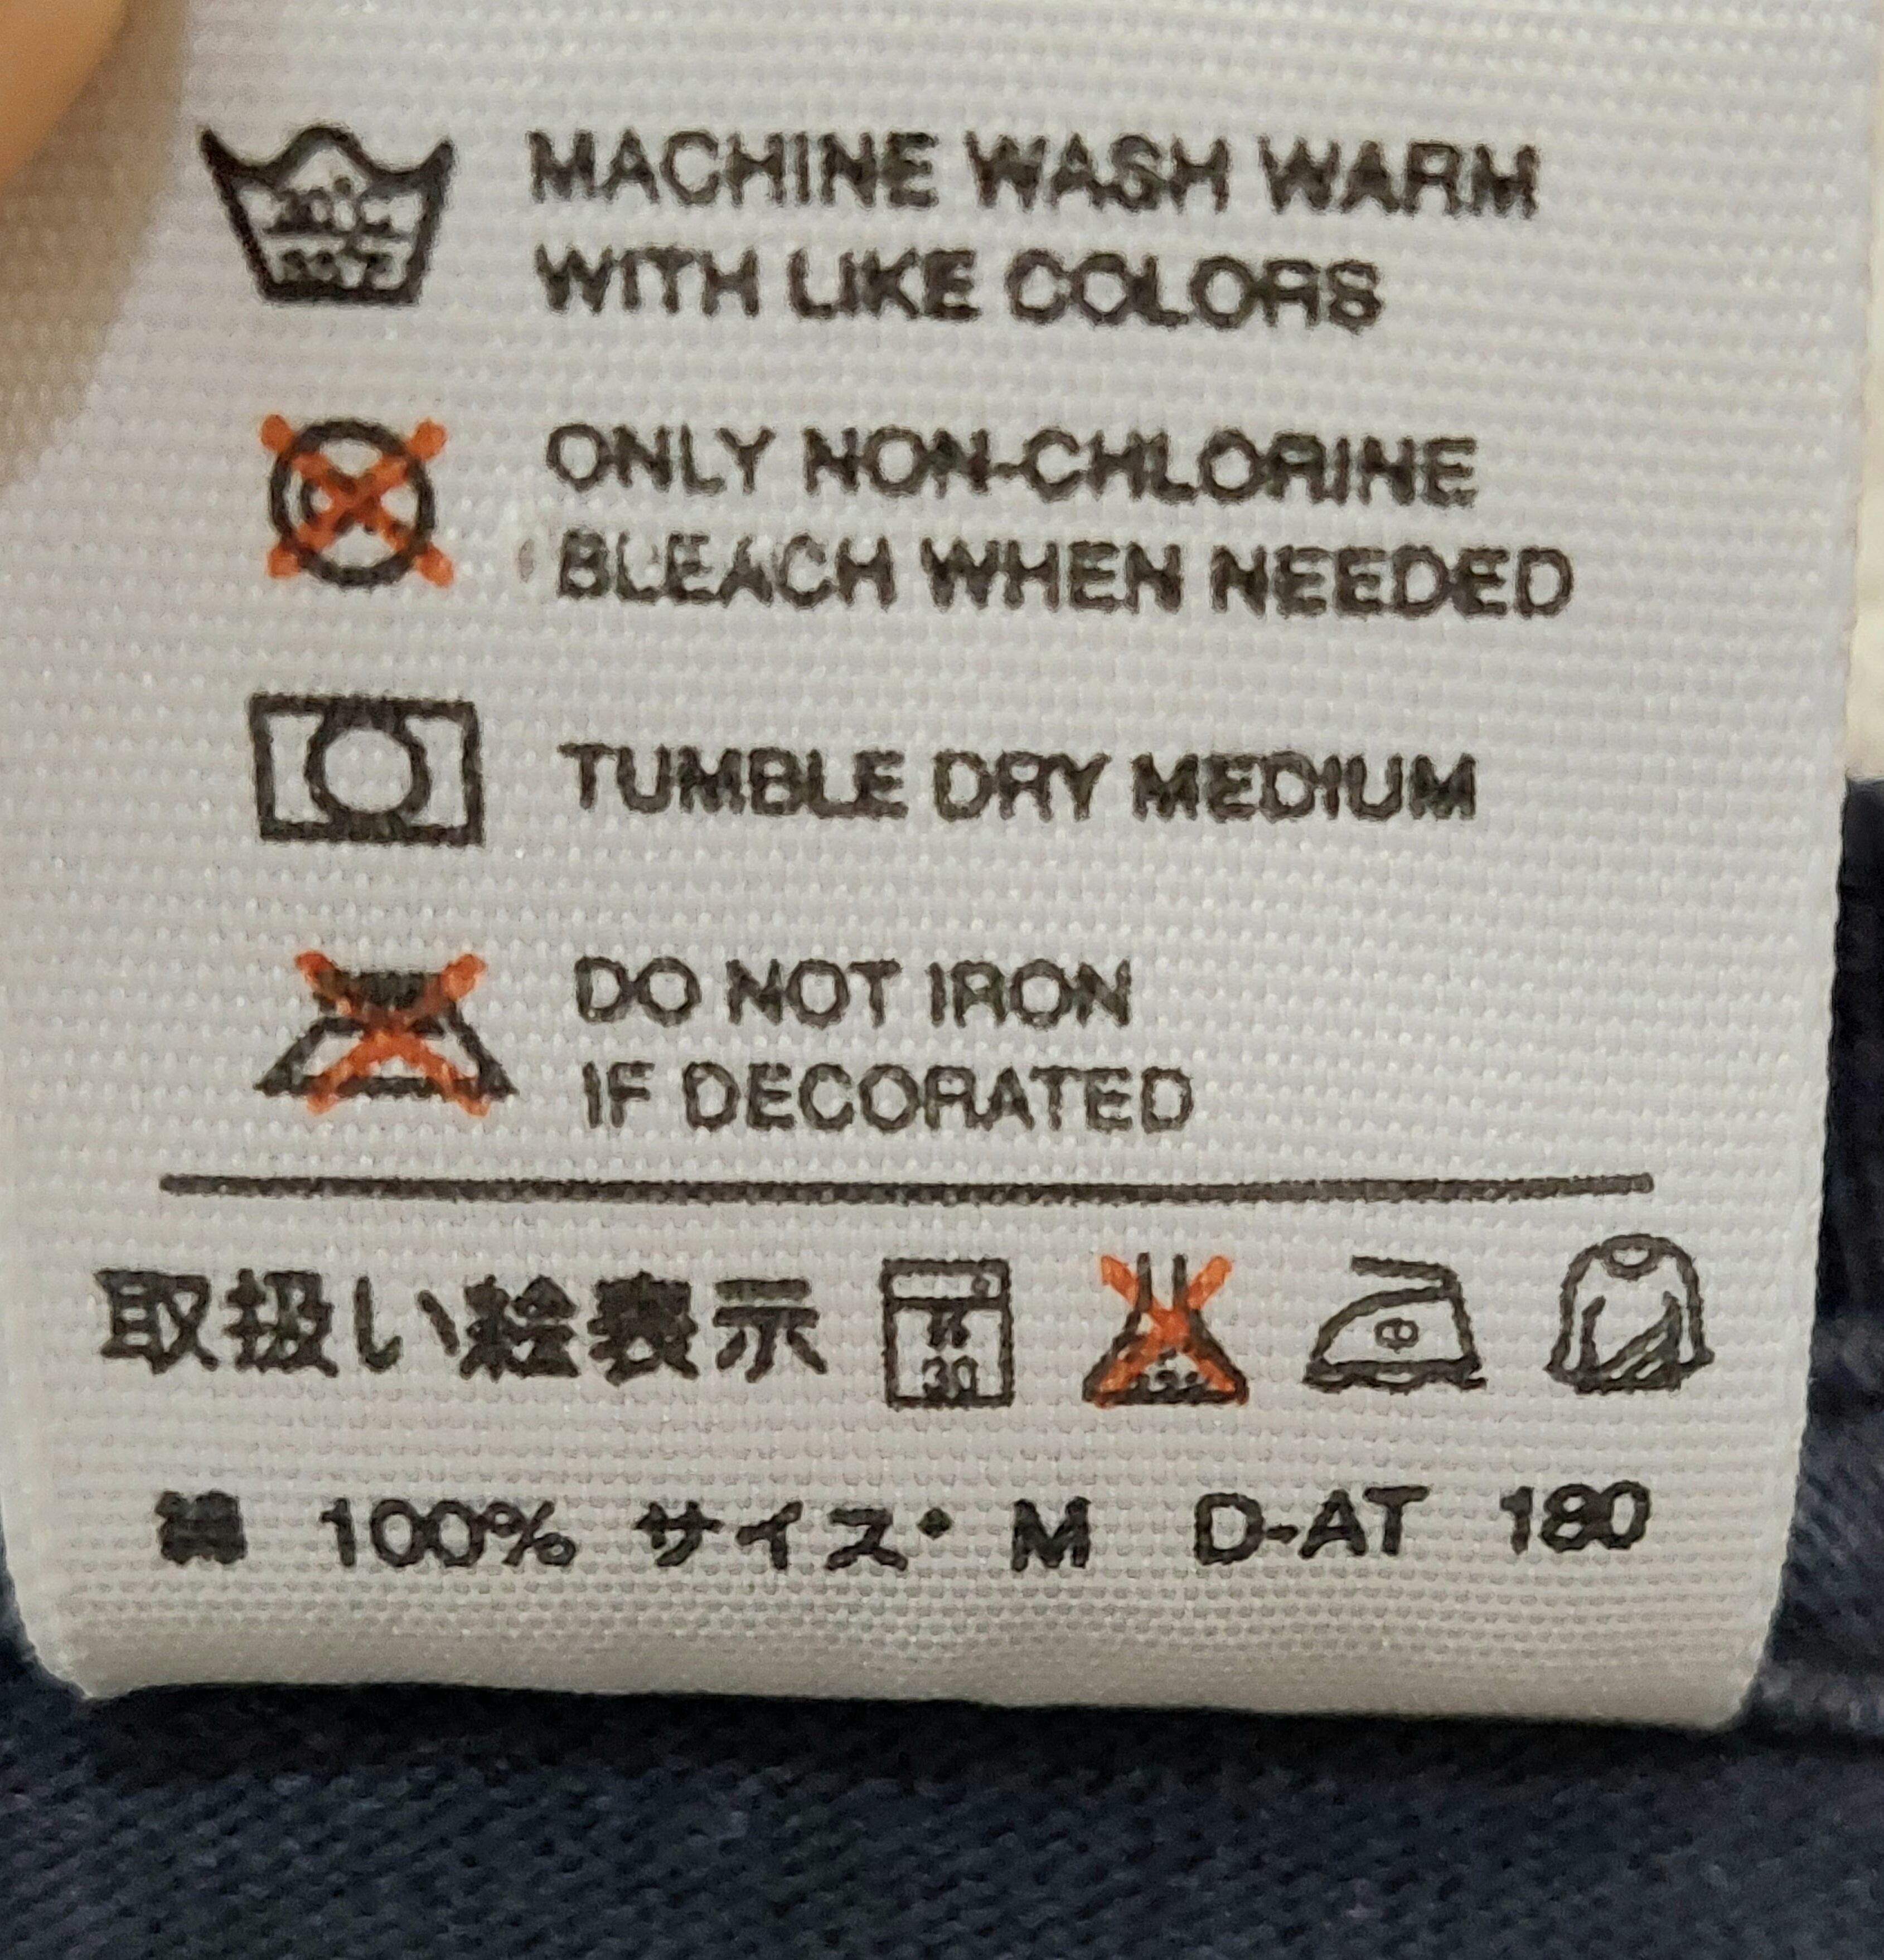 MACHINE WASH WARM
WITH LIKE COLORS
ONLY NON-CHLORINE
BLEACH WHEN NEEDED
TUMBLE DRY MEDIUM
DO NOT IRON
IF DECORATED
取扱い絵表示 30
綿 100% サイズ・ M D-AT 180